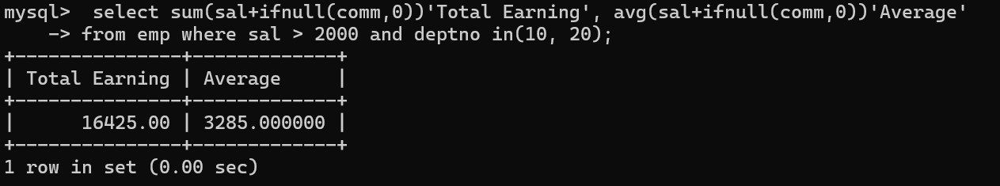 mysql>  select sum(sal+ifnull(comm,0))'Total Earning', avg(sal+ifnull(comm,0))'Average'
    -> from emp where sal > 2000 and deptno in(10, 20);
+---------------+-------------+
| Total Earning | Average     |
+---------------+-------------+
|      16425.00 | 3285.000000 |
+---------------+-------------+
1 row in set (0.00 sec)